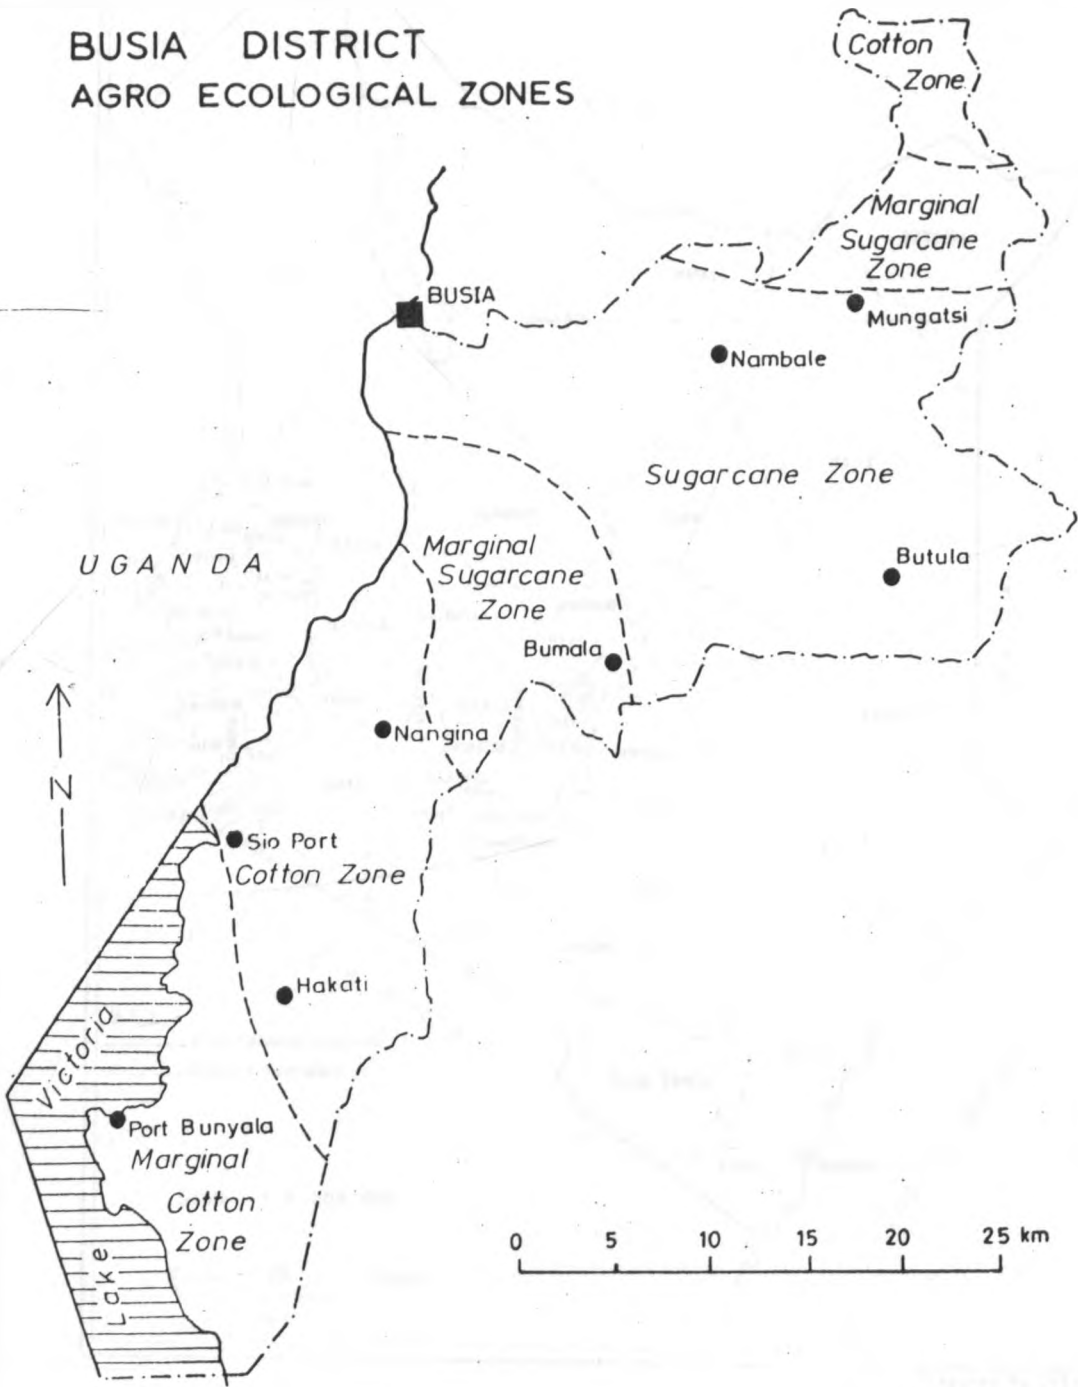 BUSIA DISTRICT
AGRO ECOLOGICAL ZONES
Cotton
Zone
Marginal
Sugarcane
Zone
BUSIA
Mungatsi
Nambale
Sugarcane Zone
UGANDA
Marginal
Sugarcane
Zone
Butula
Bumala
Nangina
N
Sio Port
Cotton Zone
Hakati
Lake Victoria
Port Bunyala
Marginal
Cotton
Zone
0 5 10 15 20 25 km